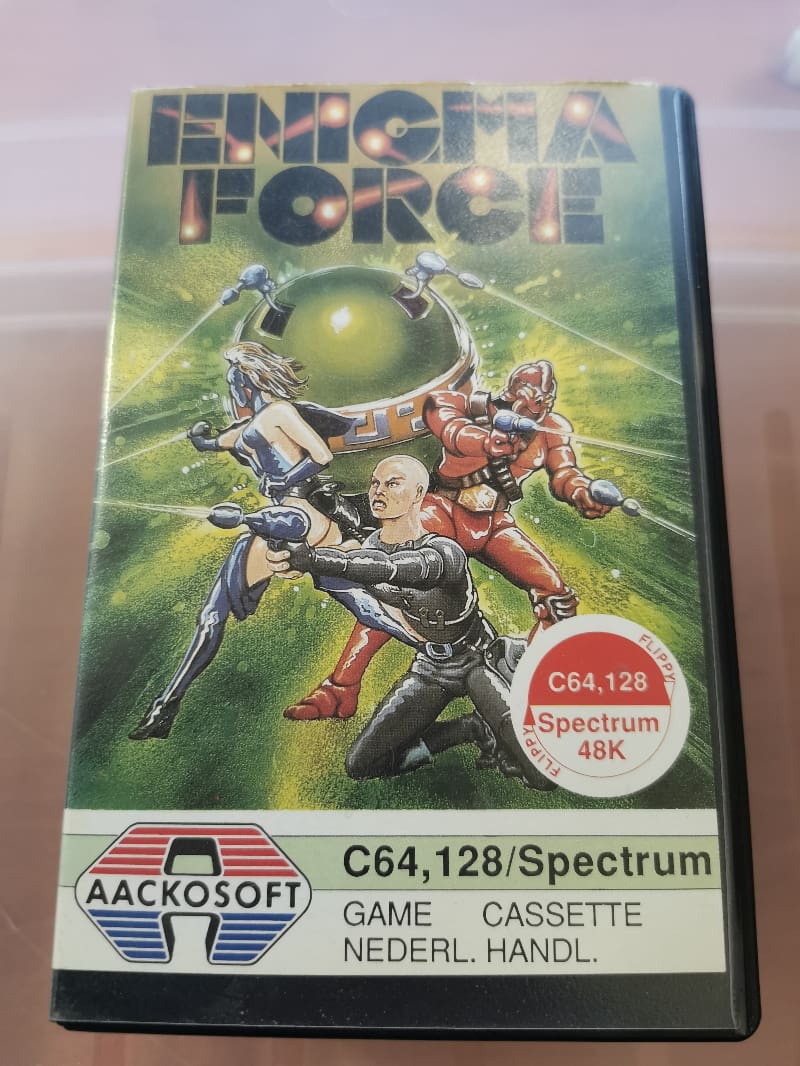 ENIGMA
FORCE
FLIPPY
C64,128
Spectrum
48K
FLIPPY
AACKOSOFT
C64,128/Spectrum
GAME CASSETTE
NEDERL. HANDL.